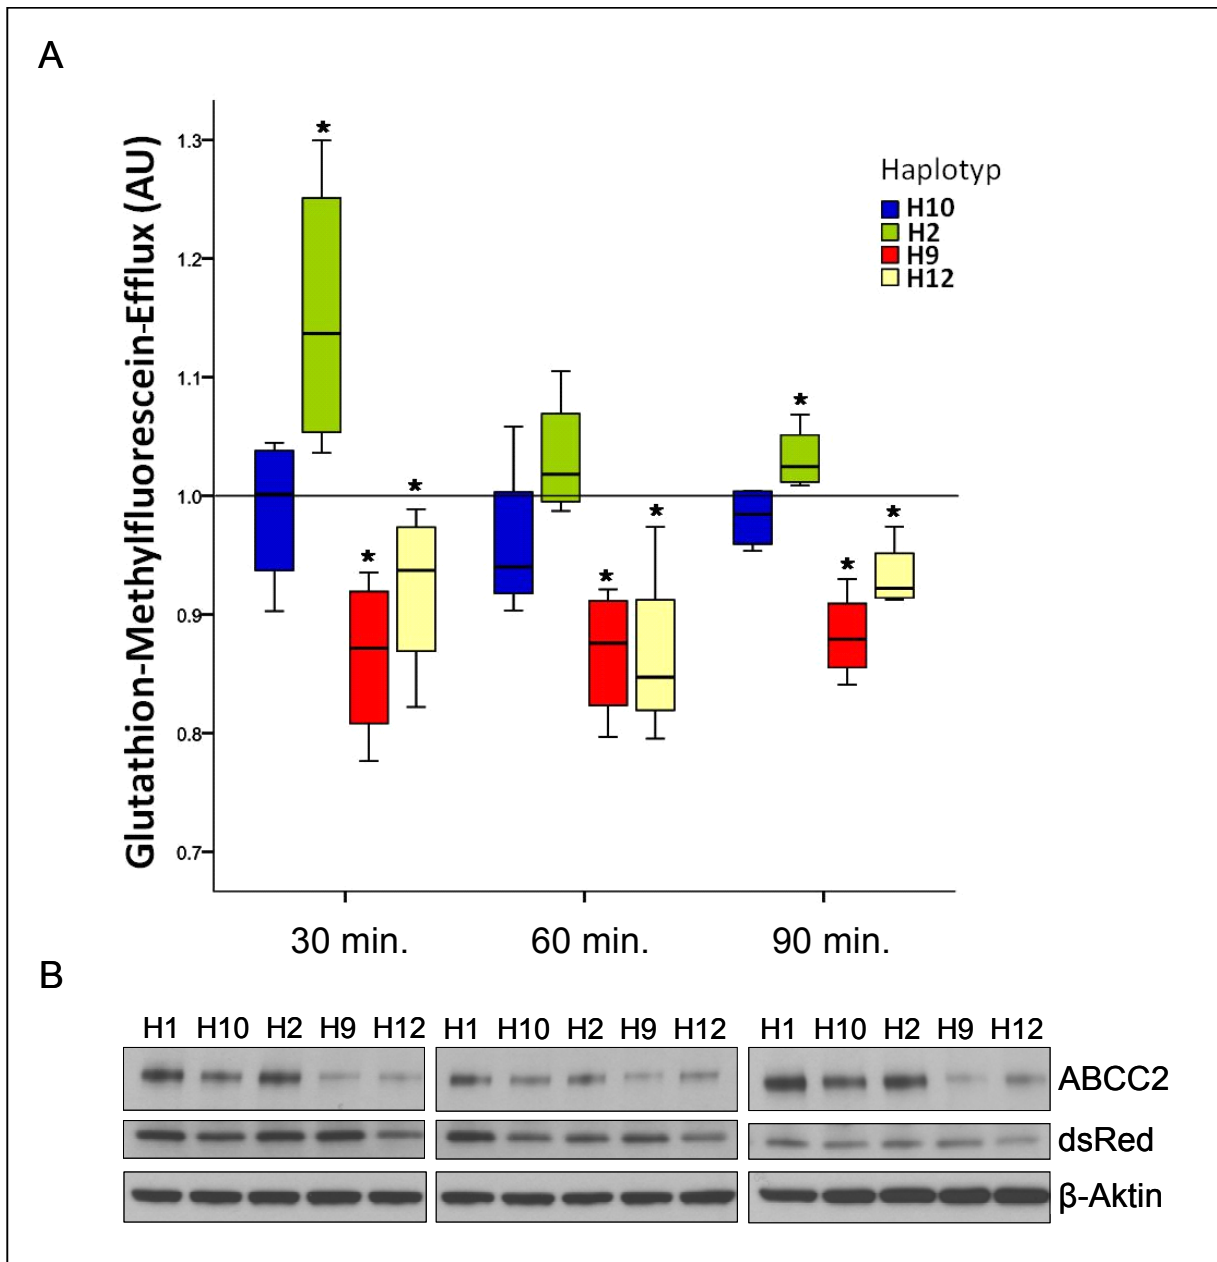 A
Glutathion-Methylfluorescein-Efflux (AU)
*
1.3
Haplotyp
H10
H2
H9
H12
1.2
1.1
*
1.0
*
*
*
*
*
*
0.9
0.8
0.7
30 min. 60 min. 90 min.
B
H1 H10 H2 H9 H12 H1 H10 H2 H9 H12 H1 H10 H2 H9 H12
ABCC2
dsRed
β-Aktin